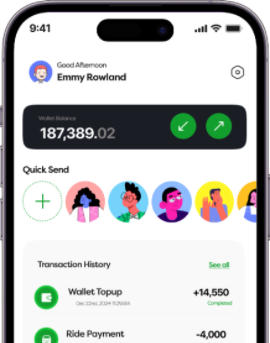 9:41
Good Afternoon
Emmy Rowland
Wallet Balance
187,389.02
Quick Send
Transaction History
See all
Wallet Topup
+14,550
Completed
Ride Payment
-4,000